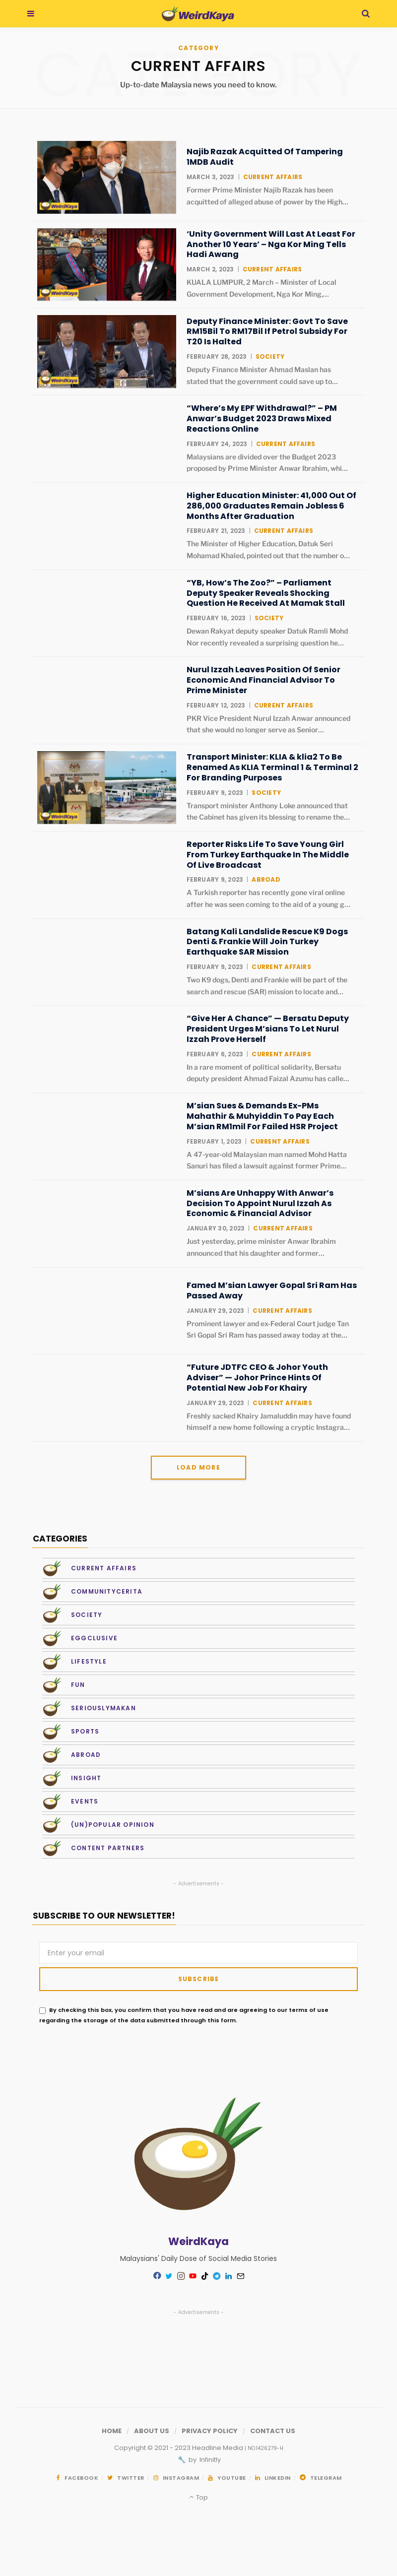 WeirdKaya
CATEGORY
CURRENT AFFAIRS
Up-to-date Malaysia news you need to know.
Najib Razak Acquitted Of Tampering
1MDB Audit
MARCH 3, 2023 | CURRENT AFFAIRS
Former Prime Minister Najib Razak has been
acquitted of alleged abuse of power by the High...
WeirdKaya
‘Unity Government Will Last At Least For
Another 10 Years’ – Nga Kor Ming Tells
Hadi Awang
MARCH 2, 2023 | CURRENT AFFAIRS
KUALA LUMPUR, 2 March – Minister of Local
Government Development, Nga Kor Ming,...
WeirdKaya
Deputy Finance Minister: Govt To Save
RM15Bil To RM17Bil If Petrol Subsidy For
T20 Is Halted
FEBRUARY 28, 2023 | SOCIETY
Deputy Finance Minister Ahmad Maslan has
stated that the government could save up to...
WeirdKaya
“Where’s My EPF Withdrawal?” – PM
Anwar’s Budget 2023 Draws Mixed
Reactions Online
FEBRUARY 24, 2023 | CURRENT AFFAIRS
Malaysians are divided over the Budget 2023
proposed by Prime Minister Anwar Ibrahim, whi...
Higher Education Minister: 41,000 Out Of
286,000 Graduates Remain Jobless 6
Months After Graduation
FEBRUARY 21, 2023 | CURRENT AFFAIRS
The Minister of Higher Education, Datuk Seri
Mohamad Khaled, pointed out that the number o...
“YB, How’s The Zoo?” – Parliament
Deputy Speaker Reveals Shocking
Question He Received At Mamak Stall
FEBRUARY 16, 2023 | SOCIETY
Dewan Rakyat deputy speaker Datuk Ramli Mohd
Nor recently revealed a surprising question he...
Nurul Izzah Leaves Position Of Senior
Economic And Financial Advisor To
Prime Minister
FEBRUARY 12, 2023 | CURRENT AFFAIRS
PKR Vice President Nurul Izzah Anwar announced
that she would no longer serve as Senior...
Transport Minister: KLIA & klia2 To Be
Renamed As KLIA Terminal 1 & Terminal 2
For Branding Purposes
FEBRUARY 9, 2023 | SOCIETY
Transport minister Anthony Loke announced that
the Cabinet has given its blessing to rename the...
WeirdKaya
Reporter Risks Life To Save Young Girl
From Turkey Earthquake In The Middle
Of Live Broadcast
FEBRUARY 9, 2023 | ABROAD
A Turkish reporter has recently gone viral online
after he was seen coming to the aid of a young g...
Batang Kali Landslide Rescue K9 Dogs
Denti & Frankie Will Join Turkey
Earthquake SAR Mission
FEBRUARY 9, 2023 | CURRENT AFFAIRS
Two K9 dogs, Denti and Frankie will be part of the
search and rescue (SAR) mission to locate and...
“Give Her A Chance” — Bersatu Deputy
President Urges M’sians To Let Nurul
Izzah Prove Herself
FEBRUARY 6, 2023 | CURRENT AFFAIRS
In a rare moment of political solidarity, Bersatu
deputy president Ahmad Faizal Azumu has calle...
M’sian Sues & Demands Ex-PMs
Mahathir & Muhyiddin To Pay Each
M’sian RM1mil For Failed HSR Project
FEBRUARY 1, 2023 | CURRENT AFFAIRS
A 47-year-old Malaysian man named Mohd Hatta
Sanuri has filed a lawsuit against former Prime...
M’sians Are Unhappy With Anwar’s
Decision To Appoint Nurul Izzah As
Economic & Financial Advisor
JANUARY 30, 2023 | CURRENT AFFAIRS
Just yesterday, prime minister Anwar Ibrahim
announced that his daughter and former...
Famed M’sian Lawyer Gopal Sri Ram Has
Passed Away
JANUARY 29, 2023 | CURRENT AFFAIRS
Prominent lawyer and ex-Federal Court judge Tan
Sri Gopal Sri Ram has passed away today at the...
“Future JDTFC CEO & Johor Youth
Adviser” — Johor Prince Hints Of
Potential New Job For Khairy
JANUARY 29, 2023 | CURRENT AFFAIRS
Freshly sacked Khairy Jamaluddin may have found
himself a new home following a cryptic Instagra...
LOAD MORE
CATEGORIES
CURRENT AFFAIRS
COMMUNITYCERITA
SOCIETY
EGGCLUSIVE
LIFESTYLE
FUN
SERIOUSLYMAKAN
SPORTS
ABROAD
INSIGHT
EVENTS
(UN)POPULAR OPINION
CONTENT PARTNERS
- Advertisements -
SUBSCRIBE TO OUR NEWSLETTER!
Enter your email
SUBSCRIBE
By checking this box, you confirm that you have read and are agreeing to our terms of use
regarding the storage of the data submitted through this form.
WeirdKaya
Malaysians' Daily Dose of Social Media Stories
- Advertisements -
HOME / ABOUT US / PRIVACY POLICY / CONTACT US
Copyright © 2021 - 2023 Headline Media | NO.1426279-H
by Infinitly
FACEBOOK / TWITTER / INSTAGRAM / YOUTUBE / LINKEDIN / TELEGRAM
Top